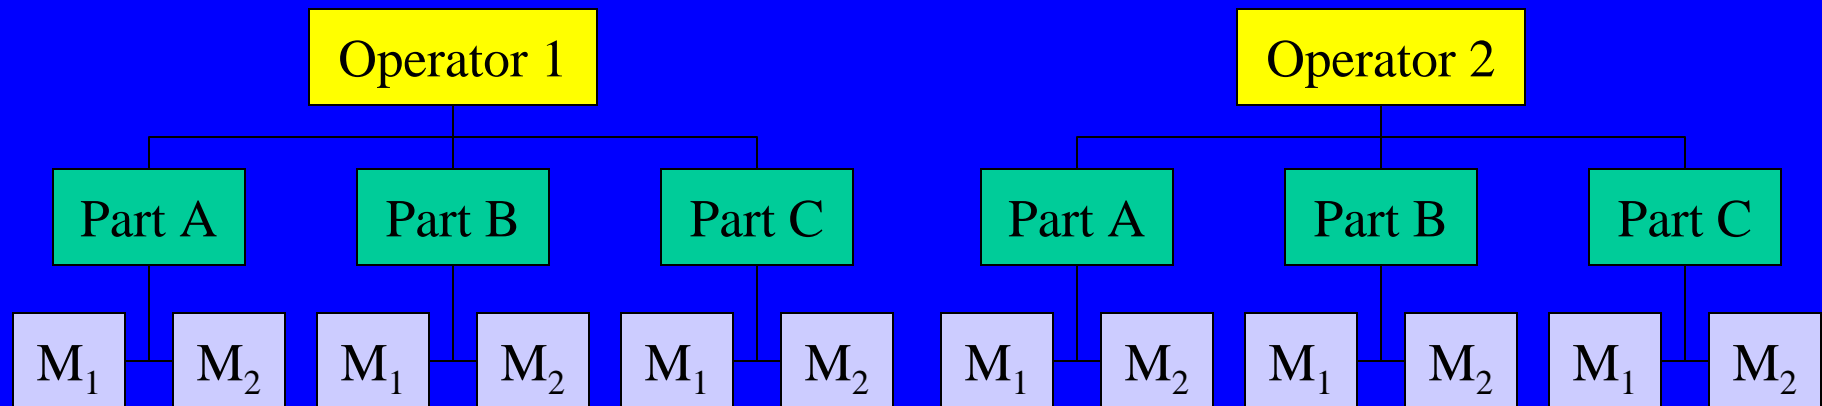 Operator 1 Operator 2
Part A Part B Part C Part A Part B Part C
M₁ M₂ M₁ M₂ M₁ M₂ M₁ M₂ M₁ M₂ M₁ M₂